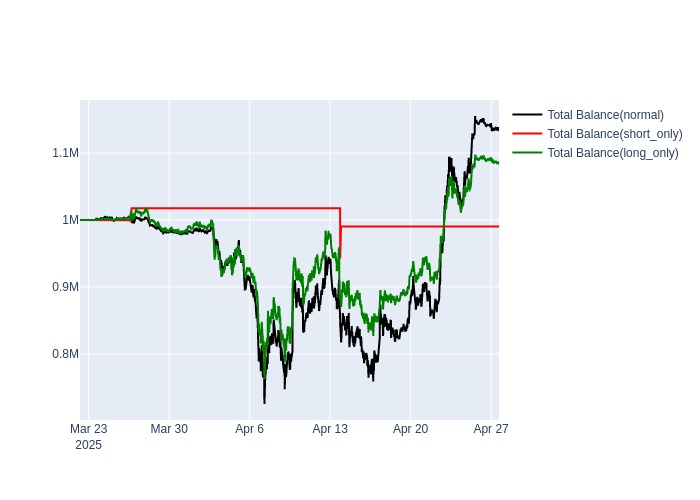 Total Balance(normal)
Total Balance(short_only)
Total Balance(long_only)
1.1M
1M
0.9M
0.8M
Mar 23
2025
Mar 30
Apr 6
Apr 13
Apr 20
Apr 27